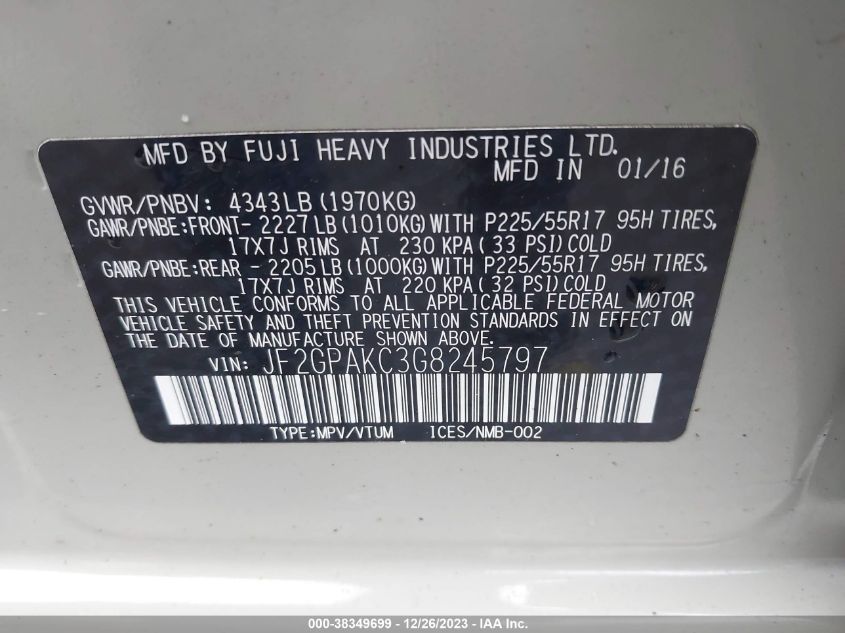 MFD BY FUJI HEAVY INDUSTRIES LTD.
MFD IN 01/16
GVWR/PNBV: 4343LB (1970KG)
GAWR/PNBE:FRONT- 2227LB (1010KG) WITH P225/55R17 95H TIRES,
17X7J RIMS AT 230 KPA ( 33 PSI) COLD
GAWR/PNBE:REAR - 2205LB (1000KG) WITH P225/55R17 95H TIRES,
17X7J RIMS AT 220 KPA ( 32 PSI) COLD
THIS VEHICLE CONFORMS TO ALL APPLICABLE FEDERAL MOTOR
VEHICLE SAFETY AND THEFT PREVENTION STANDARDS IN EFFECT ON
THE DATE OF MANUFACTURE SHOWN ABOVE.
VIN: JF2GPAKC3G8245797
TYPE:MPV/VTUM ICES/NMB-002
000-38349699 - 12/26/2023 - IAA Inc.